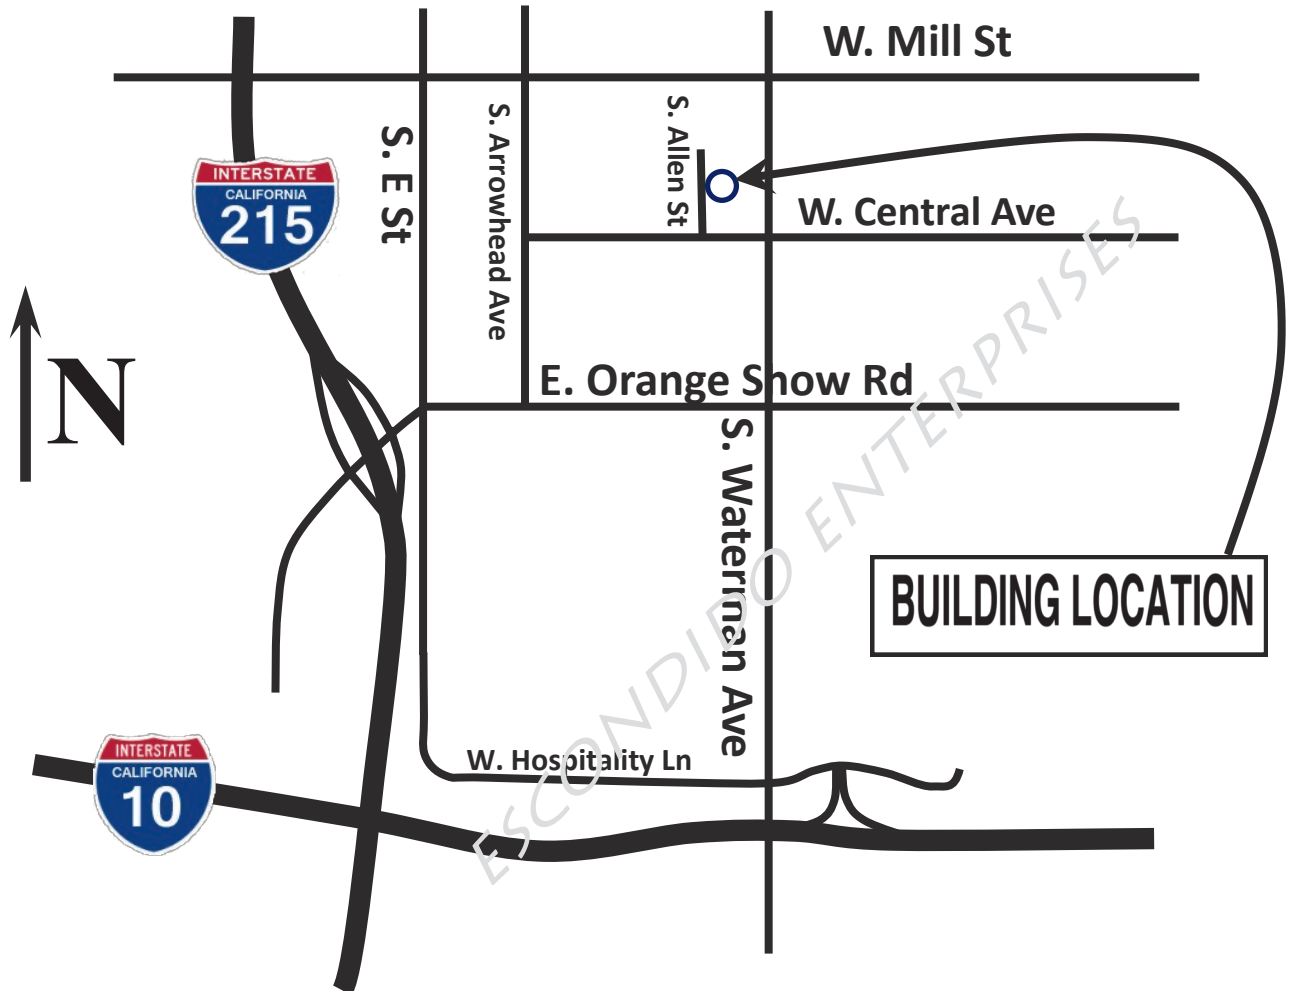 W. Mill St
S. Allen St
S. Arrowhead Ave
S. E St
INTERSTATE
CALIFORNIA
215
W. Central Ave
N
E. Orange Show Rd
S. Waterman Ave
ESCONDIDO ENTERPRISES
BUILDING LOCATION
W. Hospitality Ln
INTERSTATE
CALIFORNIA
10